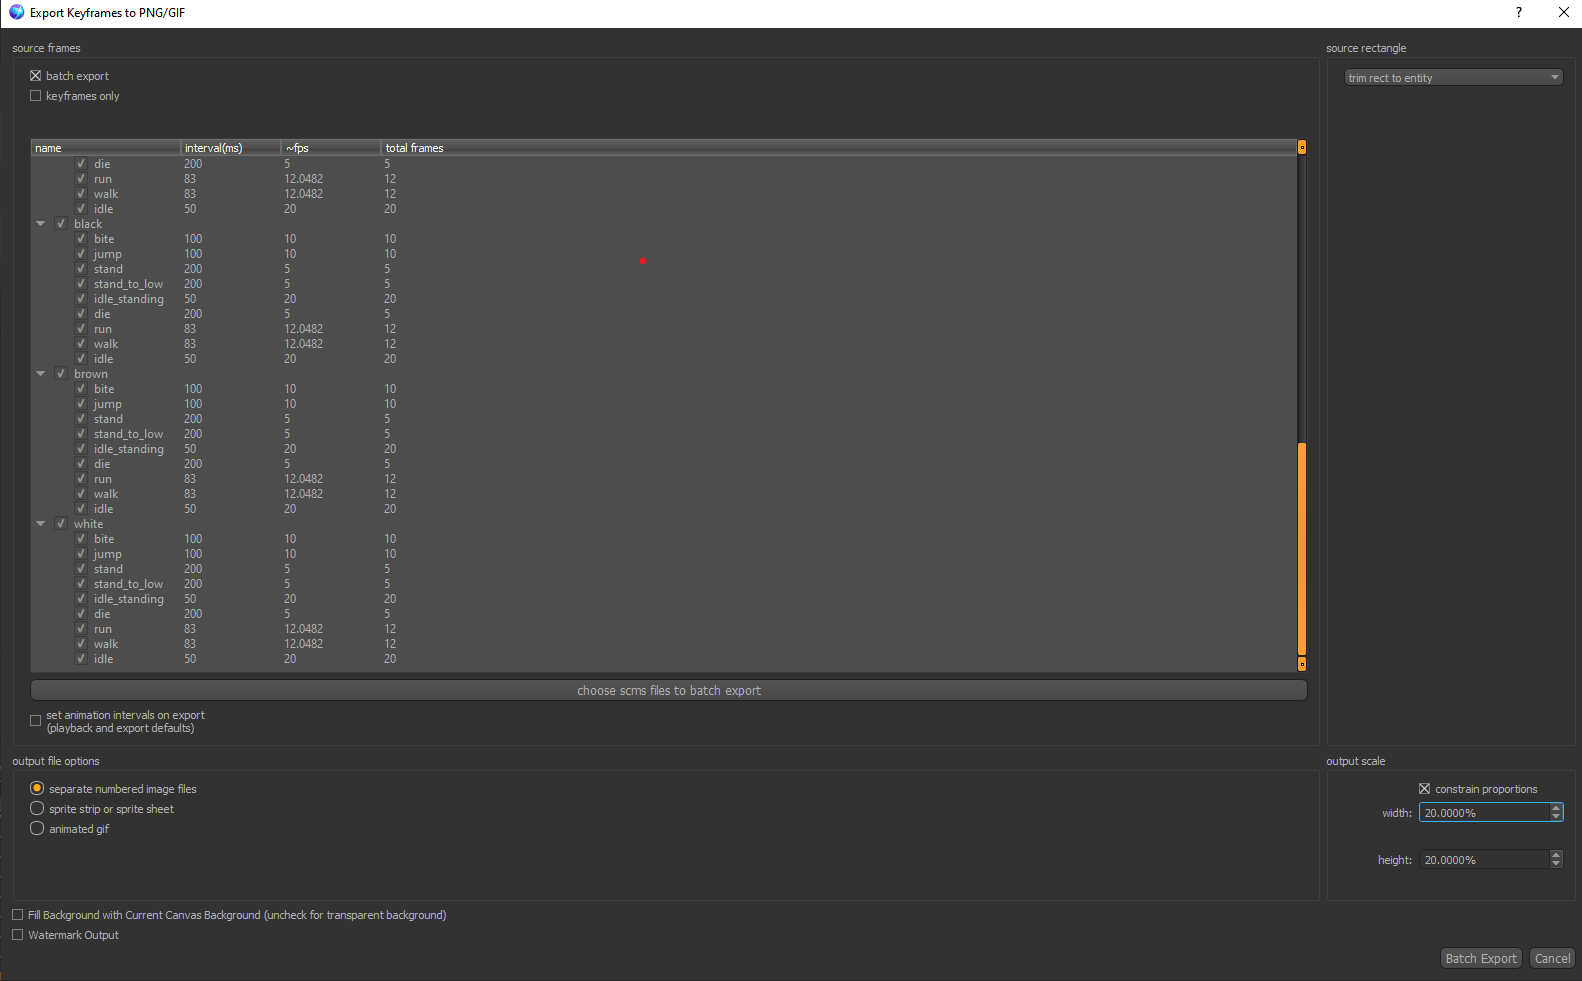 Export Keyframes to PNG/GIF ?
source frames
source rectangle
batch export
trim rect to entity
keyframes only
name interval(ms) ~fps total frames
die 200 5 5
run 83 12.0482 12
walk 83 12.0482 12
idle 50 20 20
black
bite 100 10 10
jump 100 10 10
stand 200 5 5
stand_to_low 200 5 5
idle_standing 50 20 20
die 200 5 5
run 83 12.0482 12
walk 83 12.0482 12
idle 50 20 20
brown
bite 100 10 10
jump 100 10 10
stand 200 5 5
stand_to_low 200 5 5
idle_standing 50 20 20
die 200 5 5
run 83 12.0482 12
walk 83 12.0482 12
idle 50 20 20
white
bite 100 10 10
jump 100 10 10
stand 200 5 5
stand_to_low 200 5 5
idle_standing 50 20 20
die 200 5 5
run 83 12.0482 12
walk 83 12.0482 12
idle 50 20 20
choose scms files to batch export
set animation intervals on export
(playback and export defaults)
output file options
output scale
separate numbered image files
constrain proportions
sprite strip or sprite sheet
width: 20.0000%
animated gif
height: 20.0000%
Fill Background with Current Canvas Background (uncheck for transparent background)
Watermark Output
Batch Export Cancel